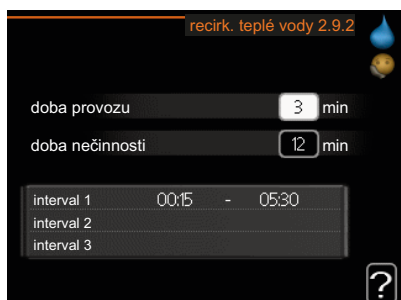 recirk. teplé vody 2.9.2
doba provozu 3 min
doba nečinnosti 12 min
interval 1 00:15 - 05:30
interval 2
interval 3
?